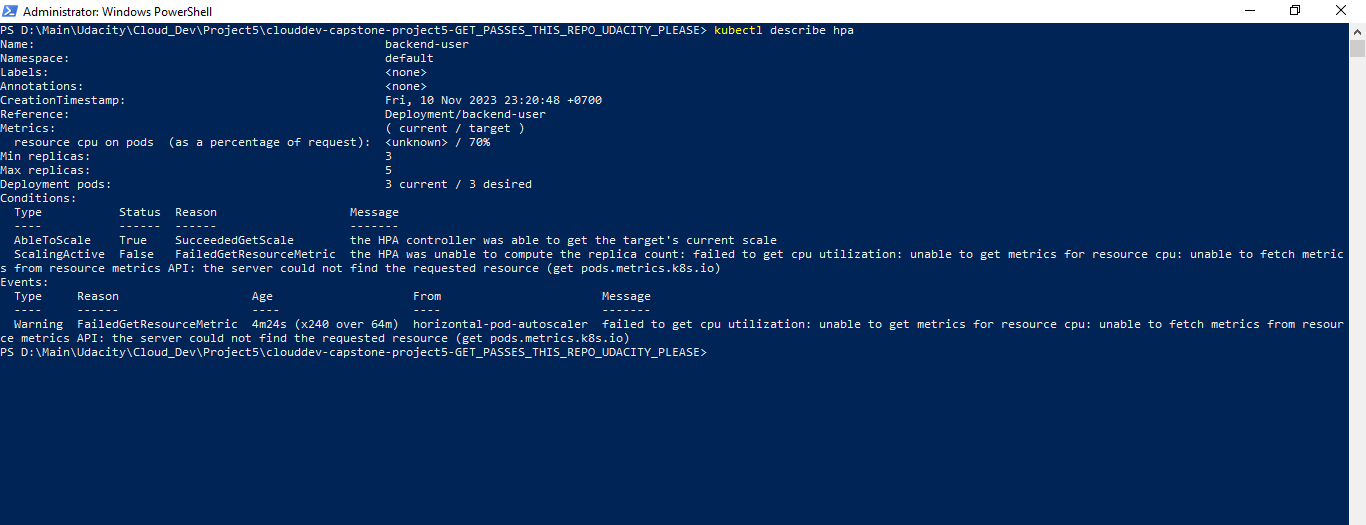 Administrator: Windows PowerShell
PS D:\Main\Udacity\Cloud_Dev\Project5\clouddev-capstone-project5-GET_PASSES_THIS_REPO_UDACITY_PLEASE> kubectl describe hpa
Name:                                                  backend-user
Namespace:                                             default
Labels:                                                <none>
Annotations:                                           <none>
CreationTimestamp:                                     Fri, 10 Nov 2023 23:20:48 +0700
Reference:                                             Deployment/backend-user
Metrics:                                               ( current / target )
  resource cpu on pods  (as a percentage of request):  <unknown> / 70%
Min replicas:                                          3
Max replicas:                                          5
Deployment pods:                                       3 current / 3 desired
Conditions:
  Type           Status  Reason                   Message
  ----           ------  ------                   -------
  AbleToScale    True    SucceededGetScale        the HPA controller was able to get the target's current scale
  ScalingActive  False   FailedGetResourceMetric  the HPA was unable to compute the replica count: failed to get cpu utilization: unable to get metrics for resource cpu: unable to fetch metric
s from resource metrics API: the server could not find the requested resource (get pods.metrics.k8s.io)
Events:
  Type     Reason                   Age                    From                       Message
  ----     ------                   ----                   ----                       -------
  Warning  FailedGetResourceMetric  4m24s (x240 over 64m)  horizontal-pod-autoscaler  failed to get cpu utilization: unable to get metrics for resource cpu: unable to fetch metrics from resour
ce metrics API: the server could not find the requested resource (get pods.metrics.k8s.io)
PS D:\Main\Udacity\Cloud_Dev\Project5\clouddev-capstone-project5-GET_PASSES_THIS_REPO_UDACITY_PLEASE>